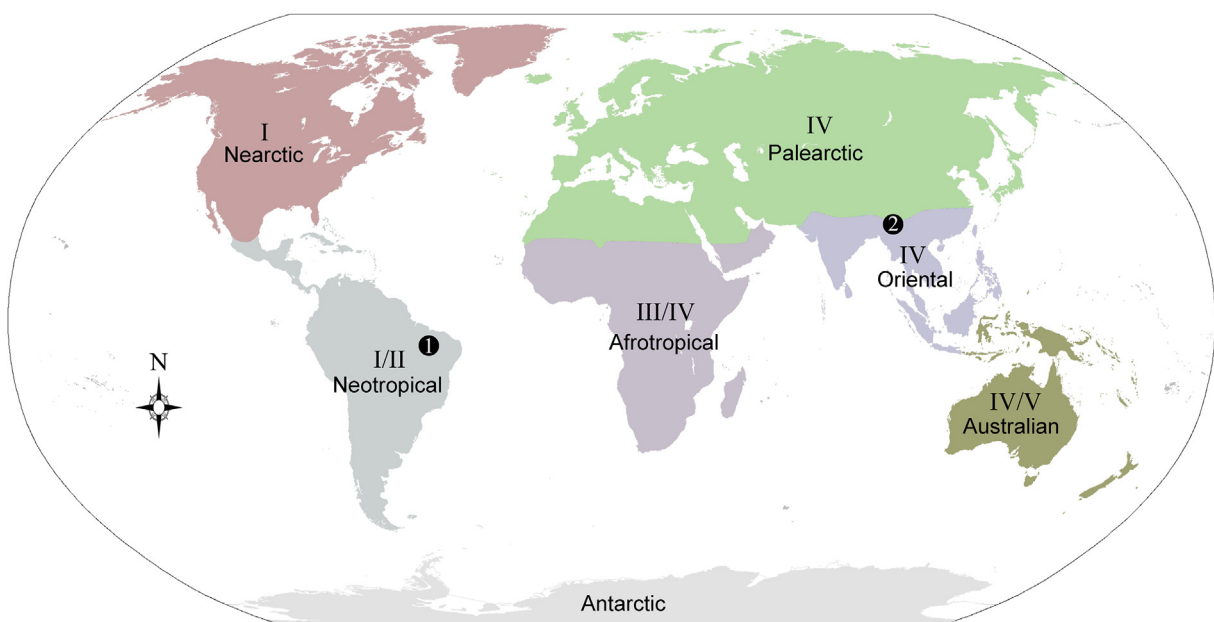 I
Nearctic
IV
Palearctic
2
IV
Oriental
III/IV
Afrotropical
1
I/II
Neotropical
N
IV/V
Australian
Antarctic